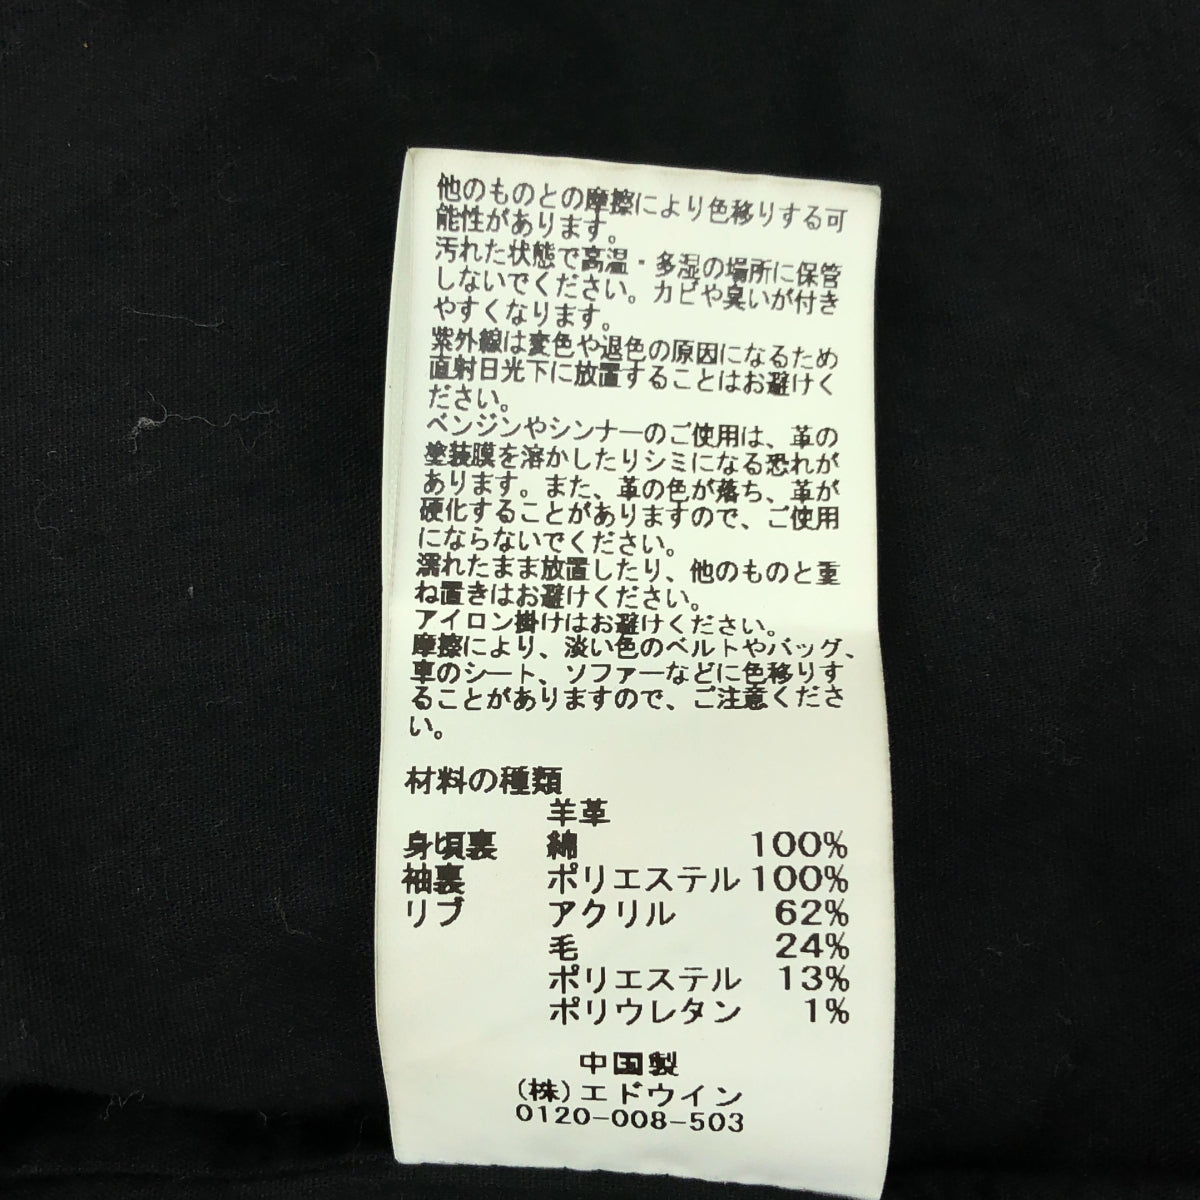 他のものとの摩擦により色移りする可
能性があります。
汚れた状態で高温・多湿の場所に保管
しないでください。カビや臭いが付き
やすくなります。
紫外線は変色や退色の原因になるため
直射日光下に放置することはお避けく
ださい。
ベンジンやシンナーのご使用は、革の
塗装膜を溶かしたりシミになる恐れが
あります。また、革の色が落ち、革が
硬化することがありますので、ご使用
にならないでください。
濡れたまま放置したり、他のものと重
ね置きはお避けください。
アイロン掛けはお避けください。
摩擦により、淡い色のベルトやバッグ、
車のシート、ソファーなどに色移りす
ることがありますので、ご注意くださ
い。
材料の種類
羊革
身頃裏 綿 100%
袖裏 ポリエステル 100%
リブ アクリル 62%
毛 24%
ポリエステル 13%
ポリウレタン 1%
中国製
(株)エドウイン
0120-008-503